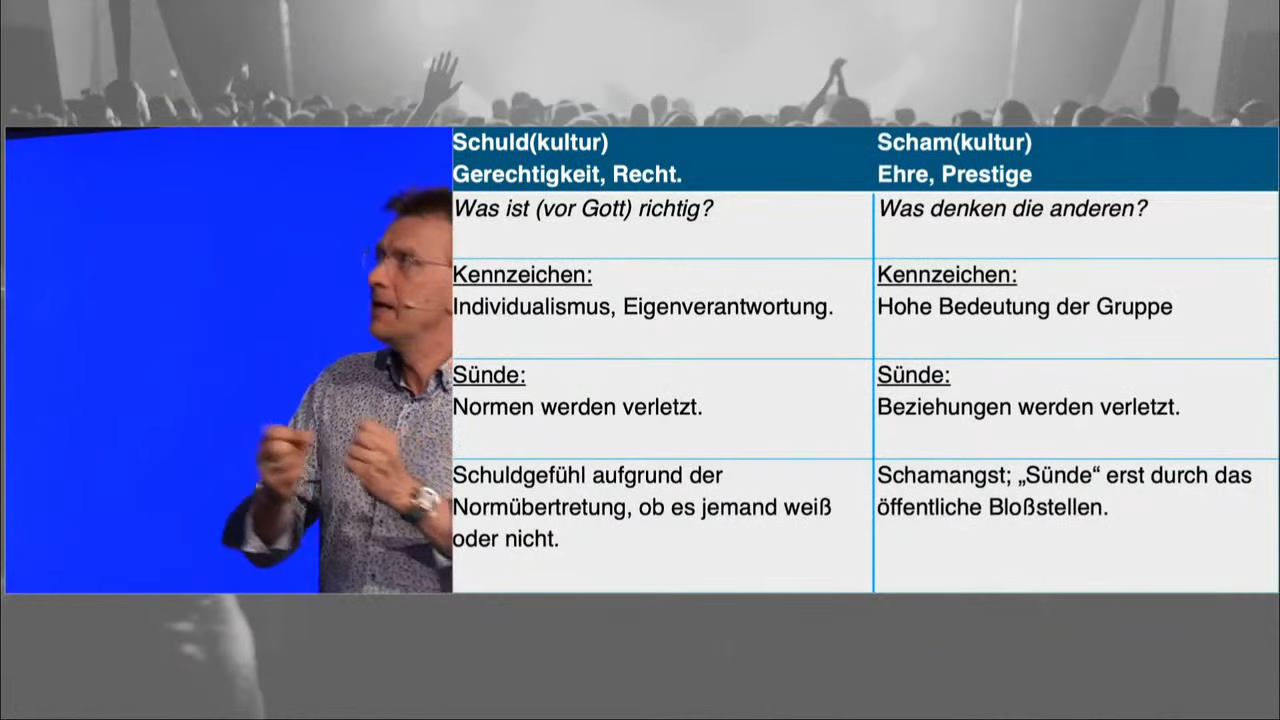 Schuld(kultur)
Gerechtigkeit, Recht.
Scham(kultur)
Ehre, Prestige
Was ist (vor Gott) richtig?
Was denken die anderen?
Kennzeichen:
Individualismus, Eigenverantwortung.
Kennzeichen:
Hohe Bedeutung der Gruppe
Sünde:
Normen werden verletzt.
Sünde:
Beziehungen werden verletzt.
Schuldgefühl aufgrund der
Normübertretung, ob es jemand weiß
oder nicht.
Schamangst; „Sünde“ erst durch das
öffentliche Bloßstellen.